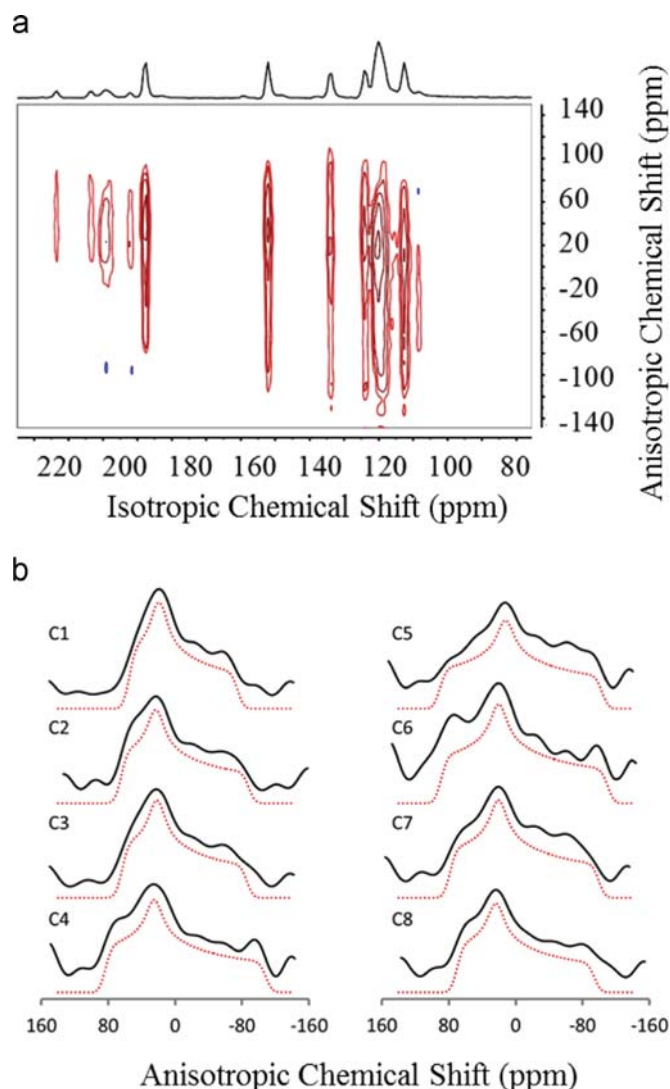 a
140
100
60
20
-20
-60
-100
-140
Anisotropic Chemical Shift (ppm)
220 200 180 160 140 120 100 80
Isotropic Chemical Shift (ppm)
b
C1
C2
C3
C4
C5
C6
C7
C8
160 80 0 -80 -160
160 80 0 -80 -160
Anisotropic Chemical Shift (ppm)